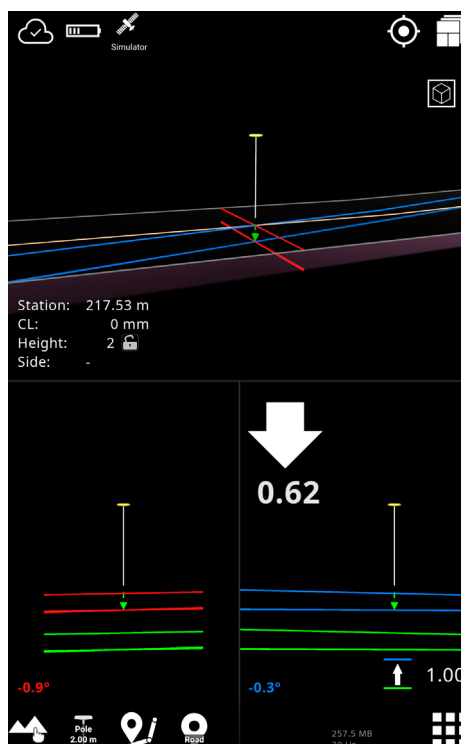 Simulator
Station: 217.53 m
CL: 0 mm
Height: 2
Side: -
0.62
-0.9°
-0.3°
1.00
Pole
2.00 m
Road
257.5 MB